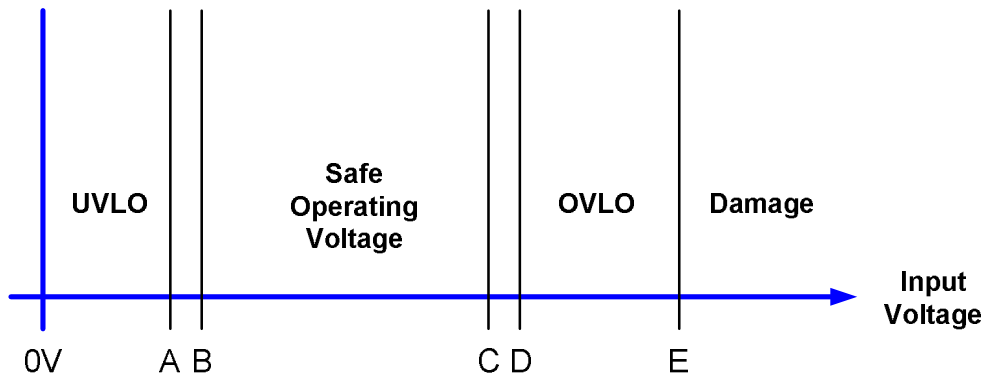 UVLO
Safe
Operating
Voltage
OVLO
Damage
Input
Voltage
0V A B C D E